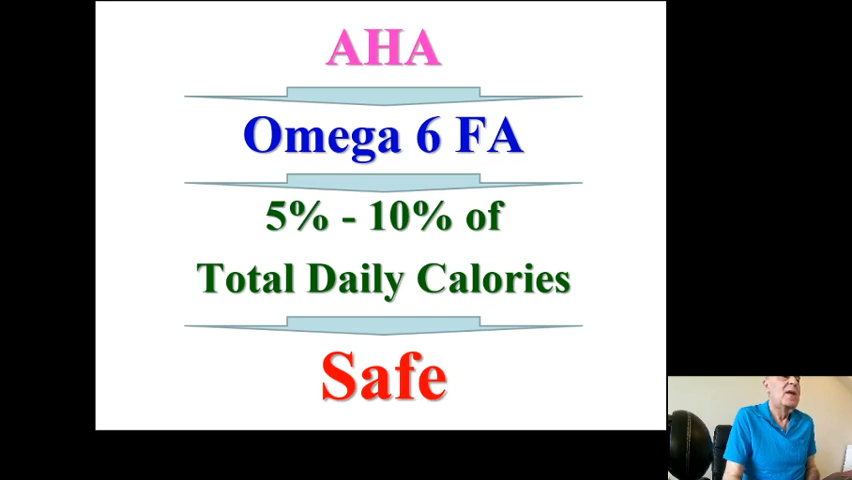 AHA
Omega 6 FA
5% - 10% of
Total Daily Calories
Safe